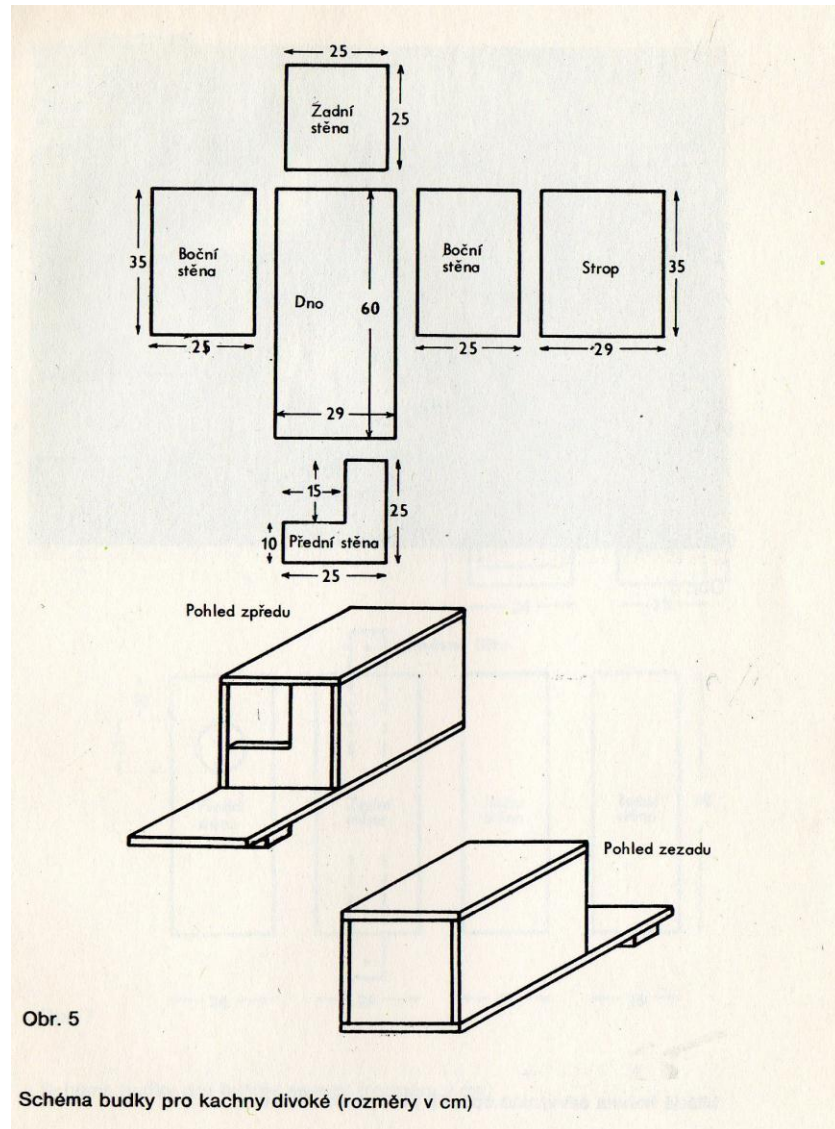 25
Zadní
stěna
25
35
Boční
stěna
25
Dno
60
29
Boční
stěna
25
Strop
35
29
15
25
10
Přední stěna
25
Pohled zpředu
Pohled zezadu
Obr. 5
Schéma budky pro kachny divoké (rozměry v cm)